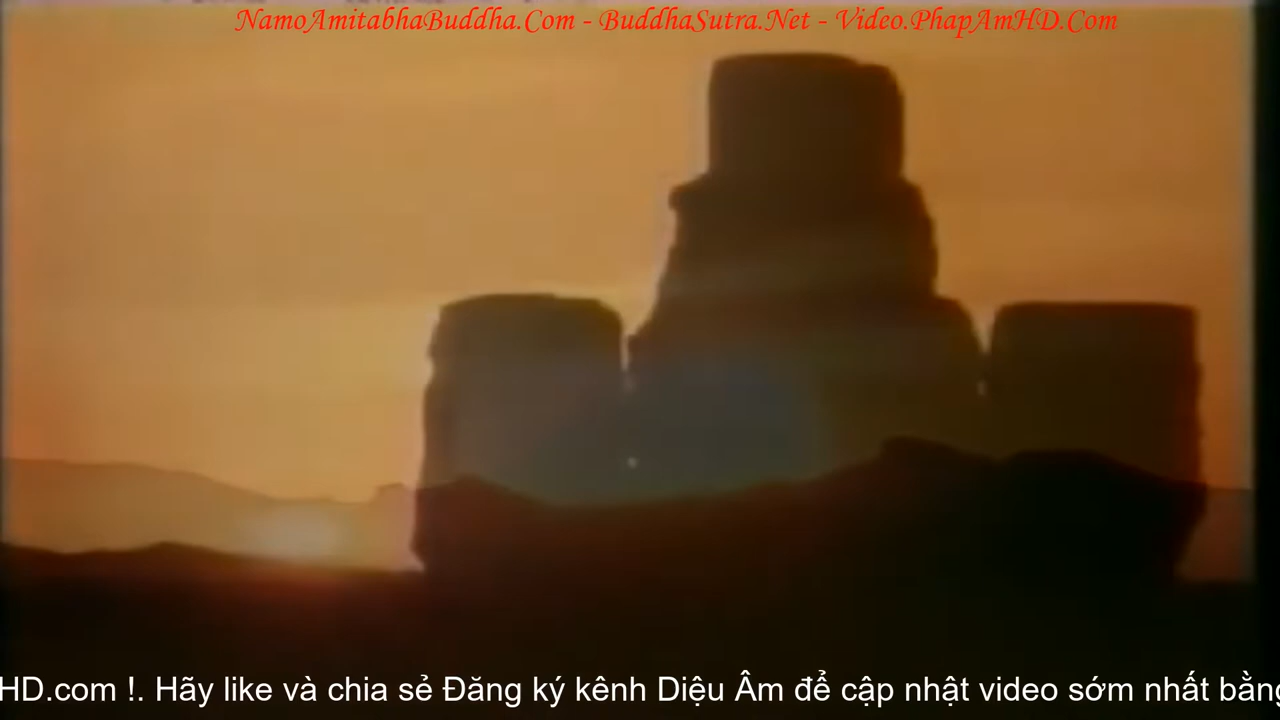 NamoAmitabhaBuddha.Com - BuddhaSutra.Net - Video.PhapAmHD.Com
HD.com !. Hãy like và chia sẻ Đăng ký kênh Diệu Âm để cập nhật video sớm nhất bằng